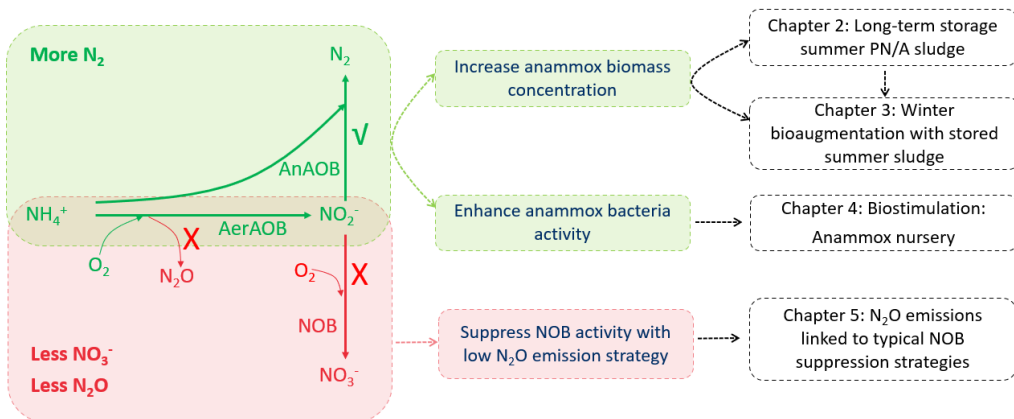 More N₂
N₂
√
AnAOB
NH₄⁺
NO₂⁻
AerAOB
X
O₂
N₂O
O₂
X
NOB
NO₃⁻
Less NO₃⁻
Less N₂O
Increase anammox biomass
concentration
Enhance anammox bacteria
activity
Suppress NOB activity with
low N₂O emission strategy
Chapter 2: Long-term storage
summer PN/A sludge
Chapter 3: Winter
bioaugmentation with stored
summer sludge
Chapter 4: Biostimulation:
Anammox nursery
Chapter 5: N₂O emissions
linked to typical NOB
suppression strategies